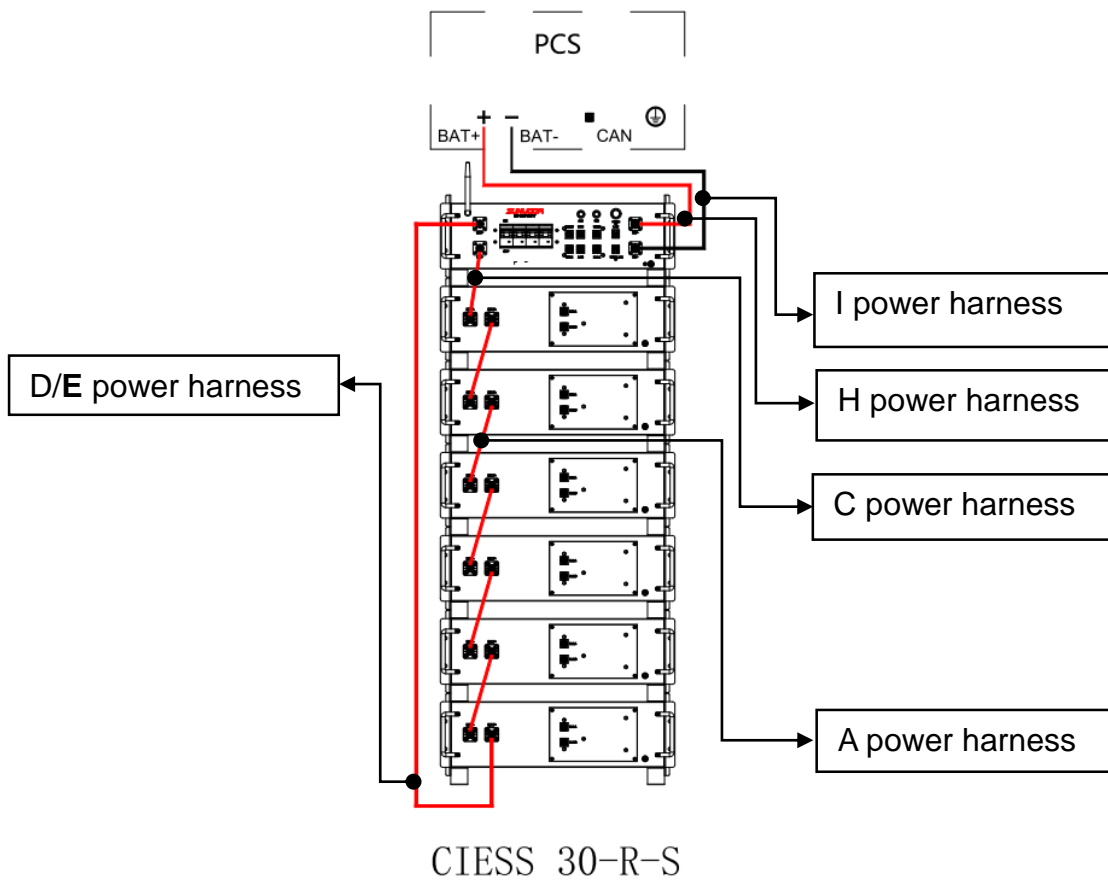 PCS
+ −
BAT+ BAT- CAN
I power harness
D/E power harness
H power harness
C power harness
A power harness
CIESS 30-R-S